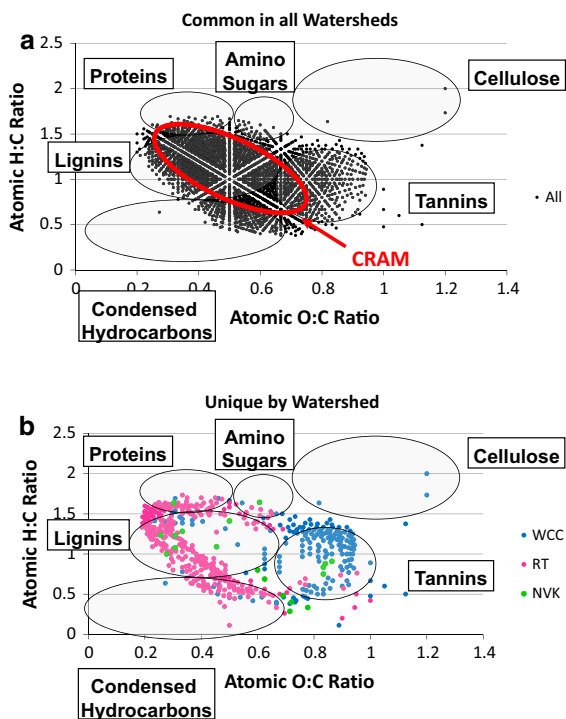 Common in all Watersheds
a
2.5
2
1.5
1
0.5
0
Atomic H:C Ratio
Proteins
Amino
Sugars
Cellulose
Lignins
Tannins
All
CRAM
Condensed
Hydrocarbons
0.2
0.4
0.6
0.8
1
1.2
1.4
Atomic O:C Ratio
Unique by Watershed
b
2.5
2
1.5
1
0.5
0
Atomic H:C Ratio
Proteins
Amino
Sugars
Cellulose
Lignins
Tannins
WCC
RT
NVK
Condensed
Hydrocarbons
0
0.2
0.4
0.6
0.8
1
1.2
1.4
Atomic O:C Ratio